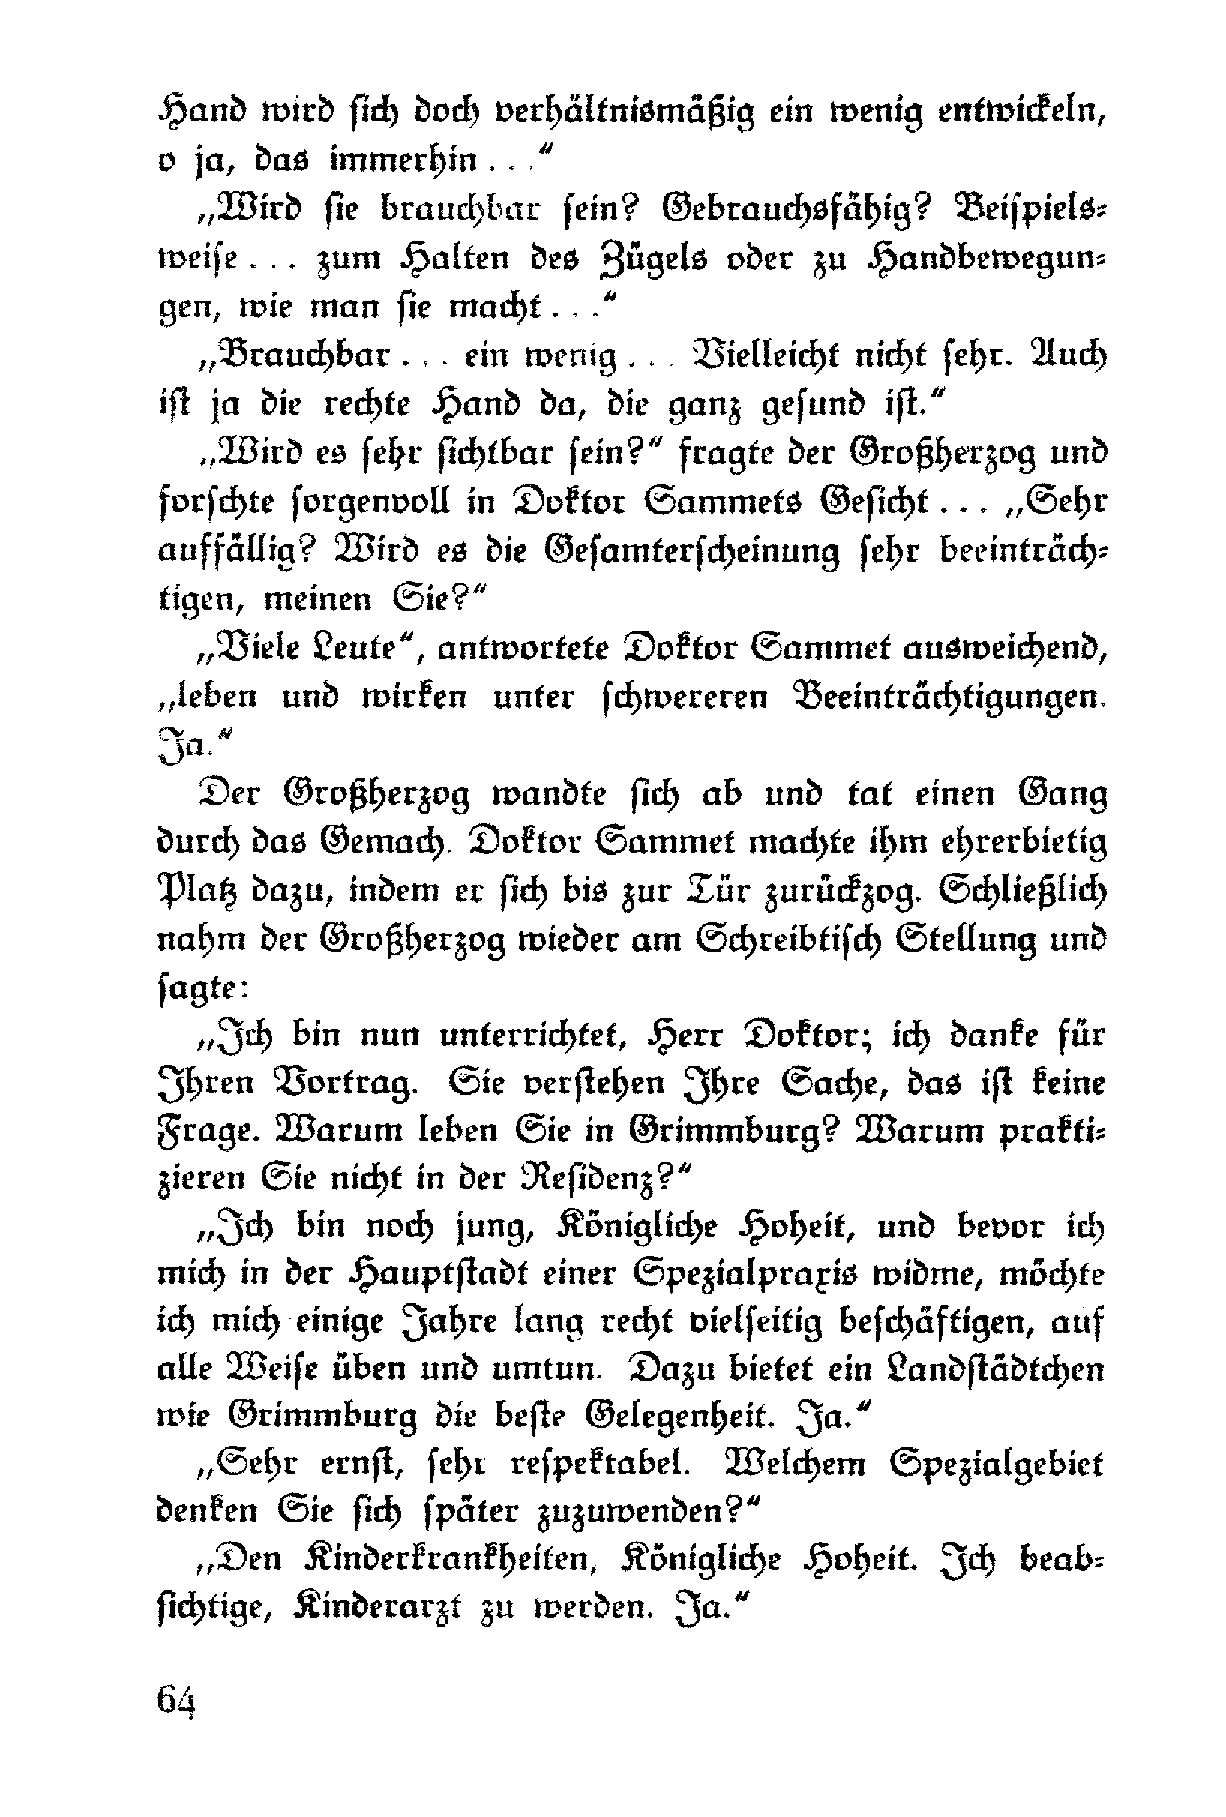 Hand wird ſich doch verhältnismäßig ein wenig entwickeln,
o ja, das immerhin . . .“
„Wird ſie brauchbar ſein? Gebrauchsfähig? Beiſpiels⸗
weiſe . . . zum Halten des Zügels oder zu Handbewegun⸗
gen, wie man ſie macht . . .“
„Brauchbar . . . ein wenig . . . Vielleicht nicht ſehr. Auch
iſt ja die rechte Hand da, die ganz geſund iſt.“
„Wird es ſehr ſichtbar ſein?“ fragte der Großherzog und
forſchte ſorgenvoll in Doktor Sammets Geſicht . . . „Sehr
auffällig? Wird es die Geſamterſcheinung ſehr beeinträch⸗
tigen, meinen Sie?“
„Viele Leute“, antwortete Doktor Sammet ausweichend,
„leben und wirken unter ſchwereren Beeinträchtigungen.
Ja.“
Der Großherzog wandte ſich ab und tat einen Gang
durch das Gemach. Doktor Sammet machte ihm ehrerbietig
Platz dazu, indem er ſich bis zur Tür zurückzog. Schließlich
nahm der Großherzog wieder am Schreibtiſch Stellung und
ſagte:
„Ich bin nun unterrichtet, Herr Doktor; ich danke für
Ihren Vortrag. Sie verſtehen Ihre Sache, das iſt keine
Frage. Warum leben Sie in Grimmburg? Warum prakti⸗
zieren Sie nicht in der Reſidenz?“
„Ich bin noch jung, Königliche Hoheit, und bevor ich
mich in der Hauptſtadt einer Spezialpraxis widme, möchte
ich mich einige Jahre lang recht vielſeitig beſchäftigen, auf
alle Weiſe üben und umtun. Dazu bietet ein Landſtädtchen
wie Grimmburg die beſte Gelegenheit. Ja.“
„Sehr ernſt, ſehr reſpektabel. Welchem Spezialgebiet
denken Sie ſich ſpäter zuzuwenden?“
„Den Kinderkrankheiten, Königliche Hoheit. Ich beab⸗
ſichtige, Kinderarzt zu werden. Ja.“
64